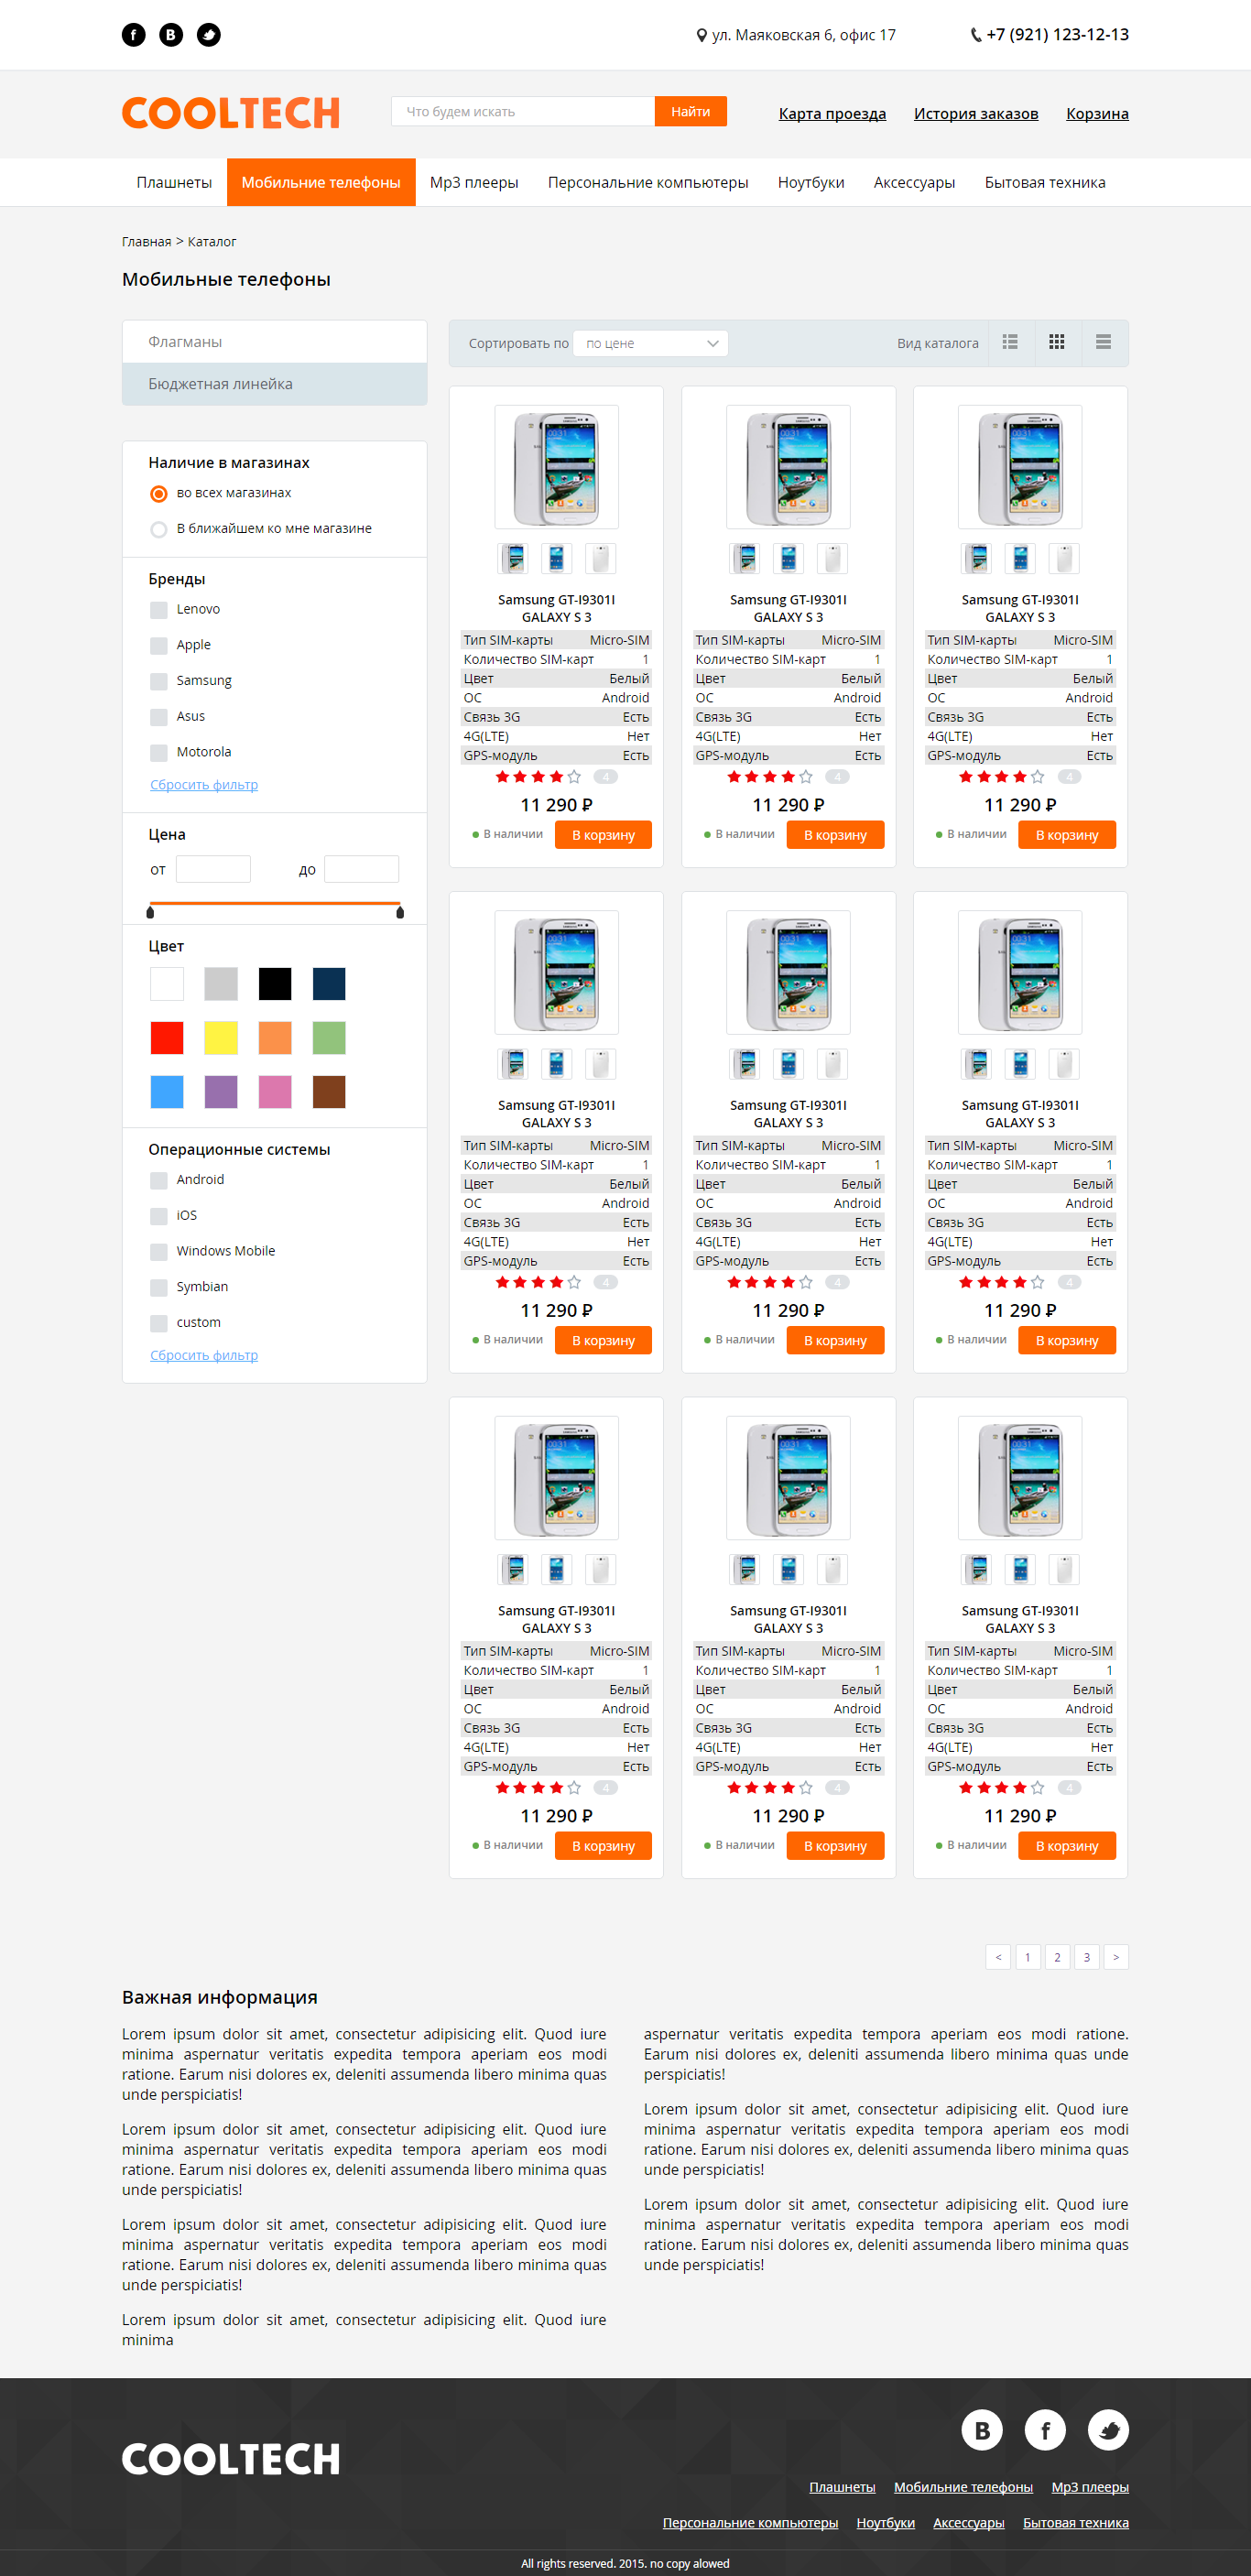 ул. Маяковская 6, офис 17 +7 (921) 123-12-13
COOLTECH Что будем искать Найти Карта проезда История заказов Корзина
Плашнеты Мобильние телефоны Mp3 плееры Персональние компьютеры Ноутбуки Аксессуары Бытовая техника
Главная > Каталог
Мобильные телефоны
Флагманы
Бюджетная линейка
Наличие в магазинах
во всех магазинах
В ближайшем ко мне магазине
Бренды
Lenovo
Apple
Samsung
Asus
Motorola
Сбросить фильтр
Цена
от до
Цвет
Операционные системы
Android
iOS
Windows Mobile
Symbian
custom
Сбросить фильтр
Сортировать по по цене Вид каталога
Samsung GT-I9301I Samsung GT-I9301I Samsung GT-I9301I
GALAXY S 3 GALAXY S 3 GALAXY S 3
Тип SIM-карты Micro-SIM Тип SIM-карты Micro-SIM Тип SIM-карты Micro-SIM
Количество SIM-карт 1 Количество SIM-карт 1 Количество SIM-карт 1
Цвет Белый Цвет Белый Цвет Белый
ОС Android ОС Android ОС Android
Связь 3G Есть Связь 3G Есть Связь 3G Есть
4G(LTE) Нет 4G(LTE) Нет 4G(LTE) Нет
GPS-модуль Есть GPS-модуль Есть GPS-модуль Есть
4 4 4
11 290 ₽ 11 290 ₽ 11 290 ₽
В наличии В корзину В наличии В корзину В наличии В корзину
Samsung GT-I9301I Samsung GT-I9301I Samsung GT-I9301I
GALAXY S 3 GALAXY S 3 GALAXY S 3
Тип SIM-карты Micro-SIM Тип SIM-карты Micro-SIM Тип SIM-карты Micro-SIM
Количество SIM-карт 1 Количество SIM-карт 1 Количество SIM-карт 1
Цвет Белый Цвет Белый Цвет Белый
ОС Android ОС Android ОС Android
Связь 3G Есть Связь 3G Есть Связь 3G Есть
4G(LTE) Нет 4G(LTE) Нет 4G(LTE) Нет
GPS-модуль Есть GPS-модуль Есть GPS-модуль Есть
4 4 4
11 290 ₽ 11 290 ₽ 11 290 ₽
В наличии В корзину В наличии В корзину В наличии В корзину
Samsung GT-I9301I Samsung GT-I9301I Samsung GT-I9301I
GALAXY S 3 GALAXY S 3 GALAXY S 3
Тип SIM-карты Micro-SIM Тип SIM-карты Micro-SIM Тип SIM-карты Micro-SIM
Количество SIM-карт 1 Количество SIM-карт 1 Количество SIM-карт 1
Цвет Белый Цвет Белый Цвет Белый
ОС Android ОС Android ОС Android
Связь 3G Есть Связь 3G Есть Связь 3G Есть
4G(LTE) Нет 4G(LTE) Нет 4G(LTE) Нет
GPS-модуль Есть GPS-модуль Есть GPS-модуль Есть
4 4 4
11 290 ₽ 11 290 ₽ 11 290 ₽
В наличии В корзину В наличии В корзину В наличии В корзину
< 1 2 3 >
Важная информация
Lorem ipsum dolor sit amet, consectetur adipisicing elit. Quod iure
minima aspernatur veritatis expedita tempora aperiam eos modi
ratione. Earum nisi dolores ex, deleniti assumenda libero minima quas
unde perspiciatis!
Lorem ipsum dolor sit amet, consectetur adipisicing elit. Quod iure
minima aspernatur veritatis expedita tempora aperiam eos modi
ratione. Earum nisi dolores ex, deleniti assumenda libero minima quas
unde perspiciatis!
Lorem ipsum dolor sit amet, consectetur adipisicing elit. Quod iure
minima aspernatur veritatis expedita tempora aperiam eos modi
ratione. Earum nisi dolores ex, deleniti assumenda libero minima quas
unde perspiciatis!
Lorem ipsum dolor sit amet, consectetur adipisicing elit. Quod iure
minima
aspernatur veritatis expedita tempora aperiam eos modi ratione.
Earum nisi dolores ex, deleniti assumenda libero minima quas unde
perspiciatis!
Lorem ipsum dolor sit amet, consectetur adipisicing elit. Quod iure
minima aspernatur veritatis expedita tempora aperiam eos modi
ratione. Earum nisi dolores ex, deleniti assumenda libero minima quas
unde perspiciatis!
Lorem ipsum dolor sit amet, consectetur adipisicing elit. Quod iure
minima aspernatur veritatis expedita tempora aperiam eos modi
ratione. Earum nisi dolores ex, deleniti assumenda libero minima quas
unde perspiciatis!
COOLTECH
Плашнеты Мобильние телефоны Mp3 плееры
Персональние компьютеры Ноутбуки Аксессуары Бытовая техника
All rights reserved. 2015. no copy alowed